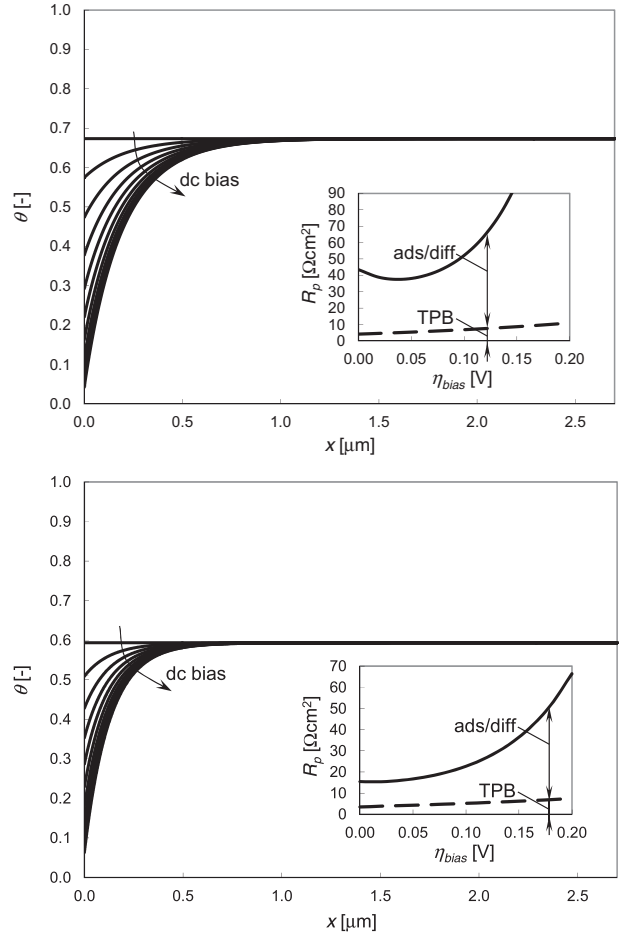 1.0
0.9
0.8
0.7
0.6
0.5
0.4
0.3
0.2
0.1
0.0
θ [-]
dc bias
90
80
70
60
50
40
30
20
10
0
R_p [Ωcm²]
ads/diff
TPB
0.00 0.05 0.10 0.15 0.20
η_bias [V]
0.0 0.5 1.0 1.5 2.0 2.5
x [μm]
1.0
0.9
0.8
0.7
0.6
0.5
0.4
0.3
0.2
0.1
0.0
θ [-]
dc bias
70
60
50
40
30
20
10
0
R_p [Ωcm²]
ads/diff
TPB
0.00 0.05 0.10 0.15 0.20
η_bias [V]
0.0 0.5 1.0 1.5 2.0 2.5
x [μm]